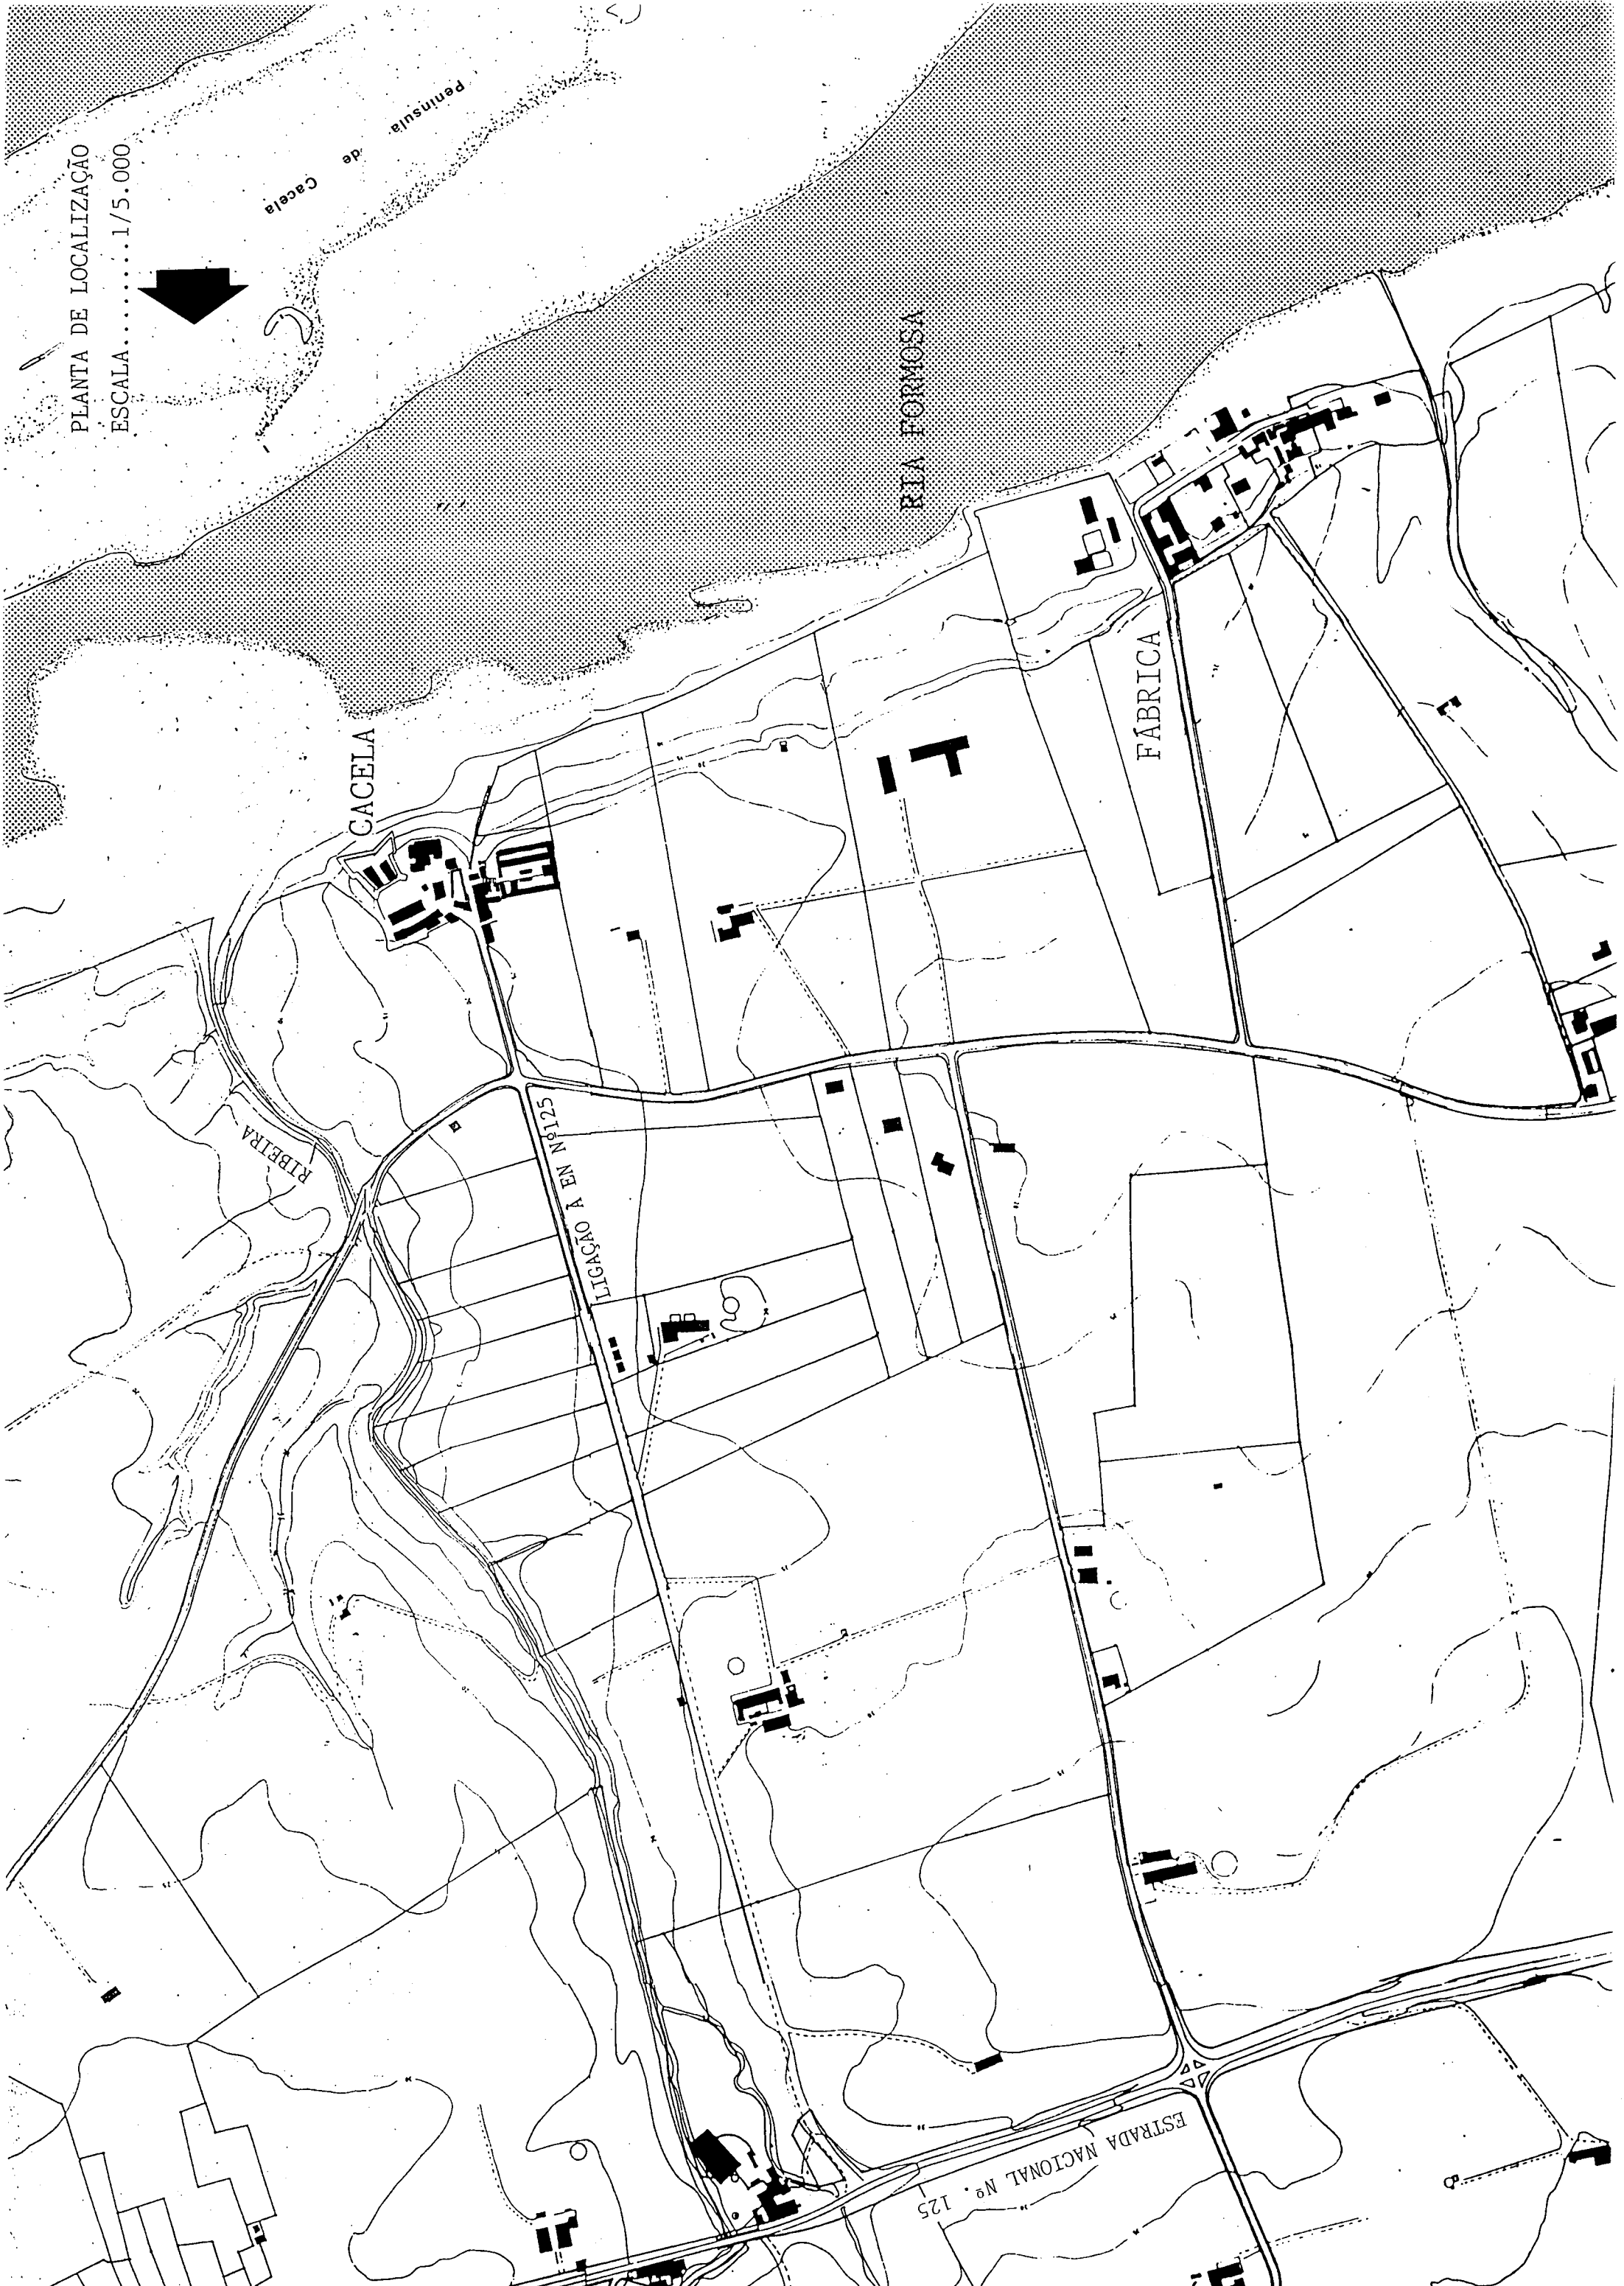 PLANTA DE LOCALIZAÇÃO
ESCALA.........1/5.000
Península de Cacela
RIA FORMOSA
CACELA
FÁBRICA
RIBEIRA
LIGAÇÃO À EN Nº125
ESTRADA NACIONAL Nº. 125